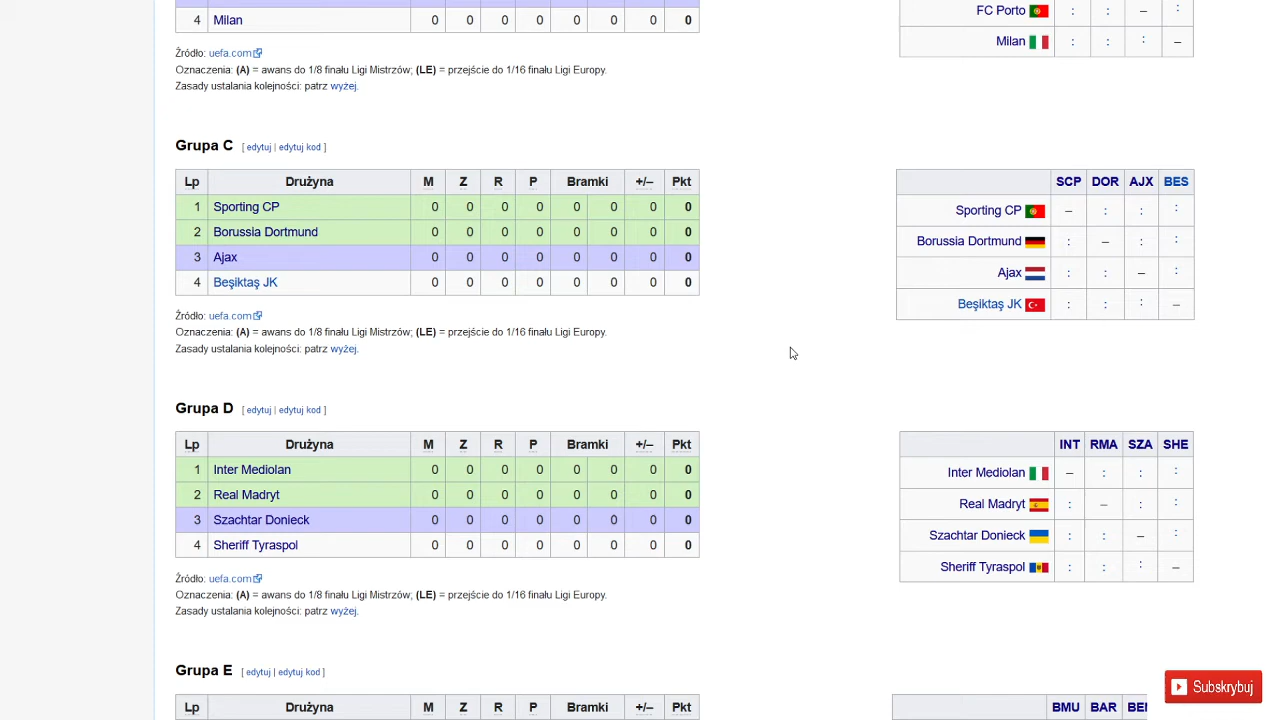 4 Milan 0 0 0 0 0 0 0 0
FC Porto : : – :
Milan : : : –
Źródło: uefa.com
Oznaczenia: (A) = awans do 1/8 finału Ligi Mistrzów; (LE) = przejście do 1/16 finału Ligi Europy.
Zasady ustalania kolejności: patrz wyżej.
Grupa C [ edytuj | edytuj kod ]
Lp Drużyna M Z R P Bramki +/– Pkt
1 Sporting CP 0 0 0 0 0 0 0 0
2 Borussia Dortmund 0 0 0 0 0 0 0 0
3 Ajax 0 0 0 0 0 0 0 0
4 Beşiktaş JK 0 0 0 0 0 0 0 0
SCP DOR AJX BES
Sporting CP – : : :
Borussia Dortmund : – : :
Ajax : : – :
Beşiktaş JK : : : –
Źródło: uefa.com
Oznaczenia: (A) = awans do 1/8 finału Ligi Mistrzów; (LE) = przejście do 1/16 finału Ligi Europy.
Zasady ustalania kolejności: patrz wyżej.
Grupa D [ edytuj | edytuj kod ]
Lp Drużyna M Z R P Bramki +/– Pkt
1 Inter Mediolan 0 0 0 0 0 0 0 0
2 Real Madryt 0 0 0 0 0 0 0 0
3 Szachtar Donieck 0 0 0 0 0 0 0 0
4 Sheriff Tyraspol 0 0 0 0 0 0 0 0
INT RMA SZA SHE
Inter Mediolan – : : :
Real Madryt : – : :
Szachtar Donieck : : – :
Sheriff Tyraspol : : : –
Źródło: uefa.com
Oznaczenia: (A) = awans do 1/8 finału Ligi Mistrzów; (LE) = przejście do 1/16 finału Ligi Europy.
Zasady ustalania kolejności: patrz wyżej.
Grupa E [ edytuj | edytuj kod ]
Lp Drużyna M Z R P Bramki +/– Pkt
BMU BAR
Subskrybuj